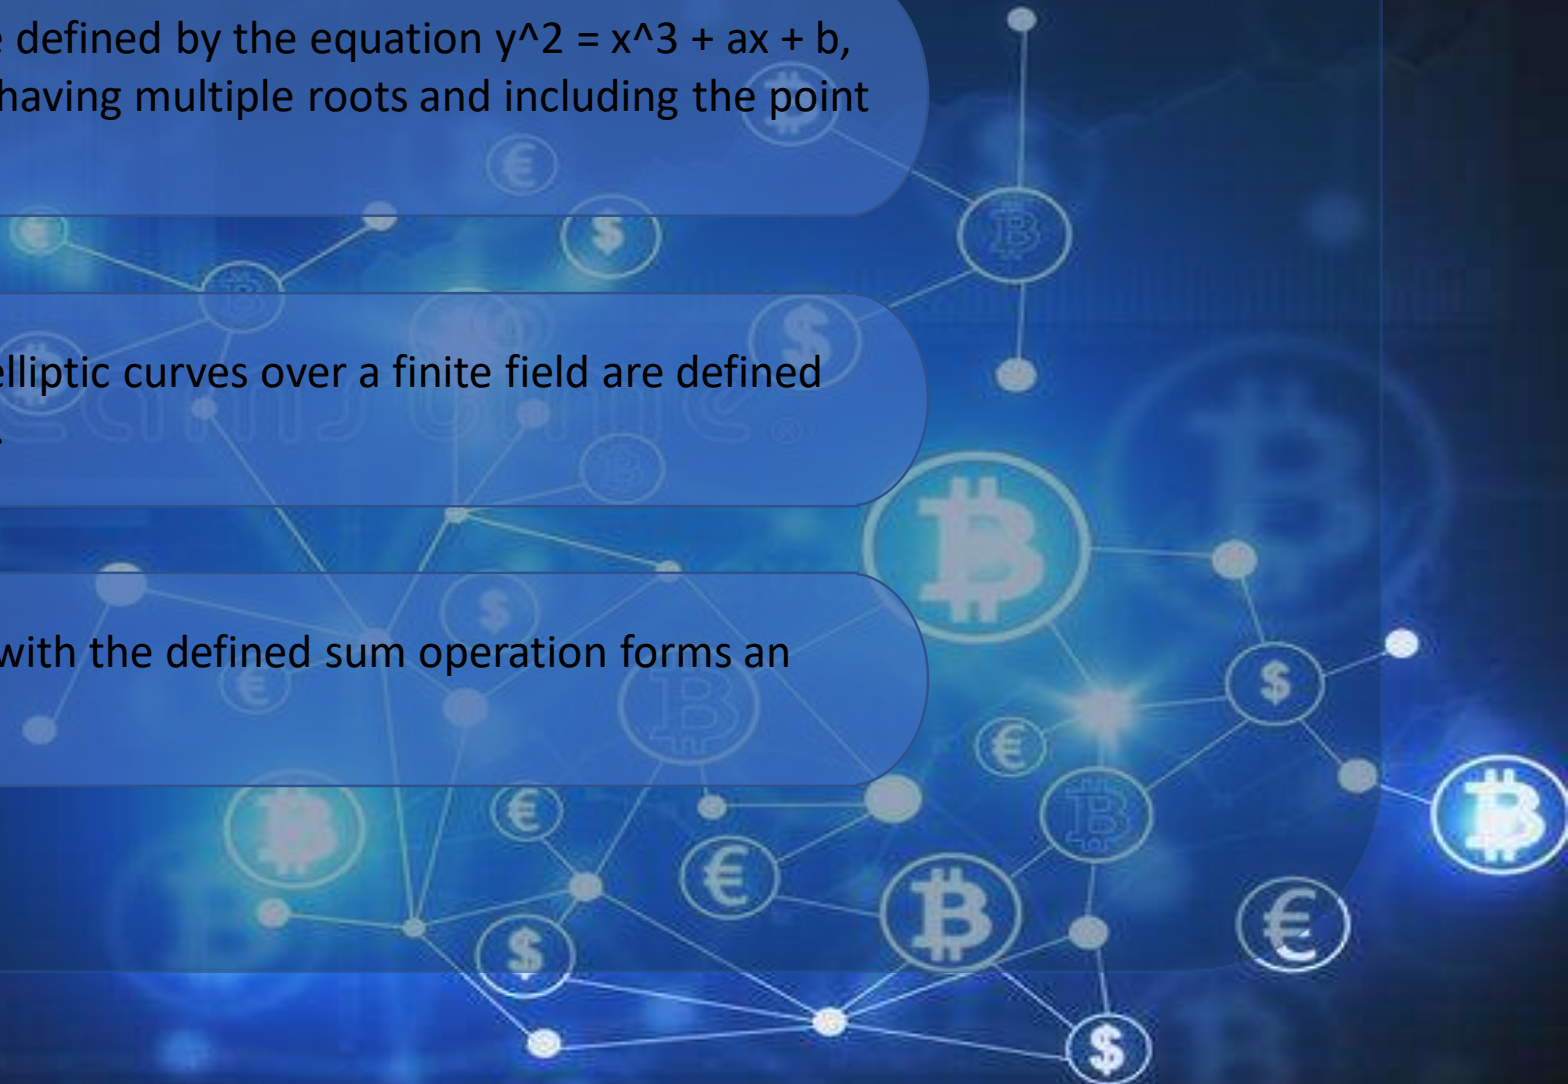 defined by the equation y^2 = x^3 + ax + b,
having multiple roots and including the point
elliptic curves over a finite field are defined
.
with the defined sum operation forms an